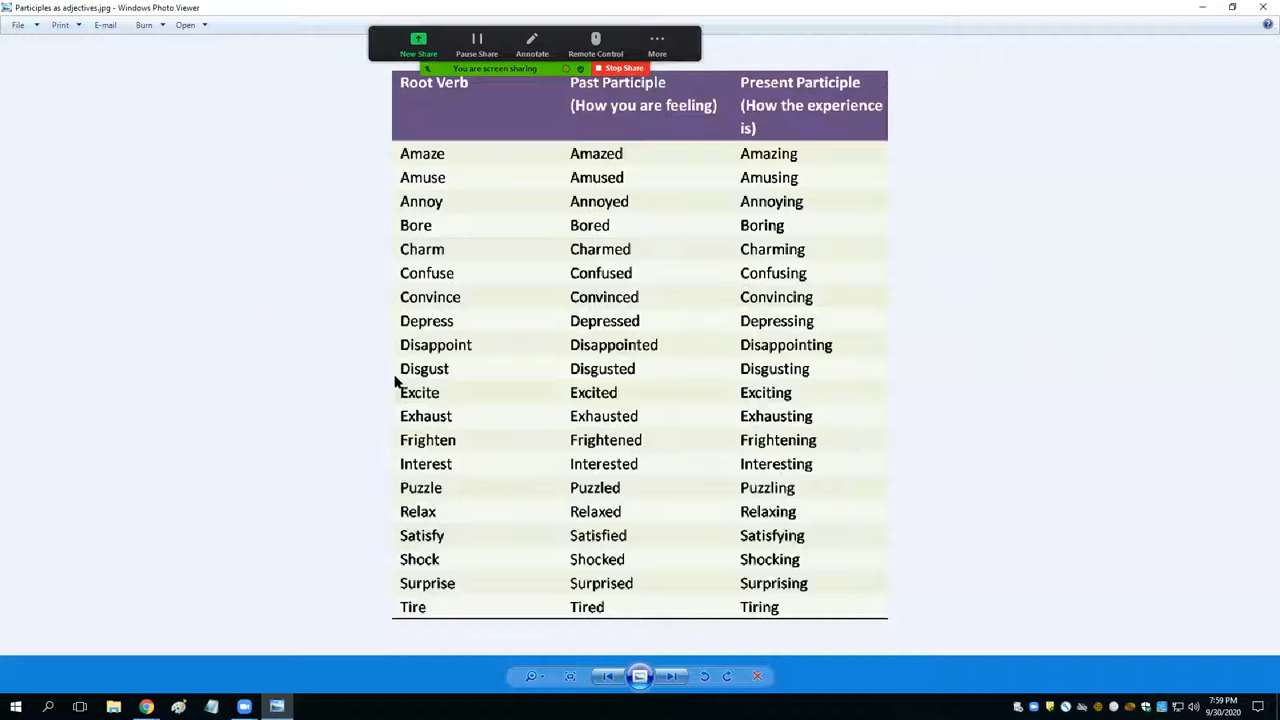 Participles as adjectives.jpg - Windows Photo Viewer
File Print E-mail Burn Open
New Share Pause Share Annotate Remote Control More
You are screen sharing Stop Share
Root Verb Past Participle Present Participle
(How you are feeling) (How the experience
is)
Amaze Amazed Amazing
Amuse Amused Amusing
Annoy Annoyed Annoying
Bore Bored Boring
Charm Charmed Charming
Confuse Confused Confusing
Convince Convinced Convincing
Depress Depressed Depressing
Disappoint Disappointed Disappointing
Disgust Disgusted Disgusting
Excite Excited Exciting
Exhaust Exhausted Exhausting
Frighten Frightened Frightening
Interest Interested Interesting
Puzzle Puzzled Puzzling
Relax Relaxed Relaxing
Satisfy Satisfied Satisfying
Shock Shocked Shocking
Surprise Surprised Surprising
Tire Tired Tiring
7:59 PM
9/30/2020